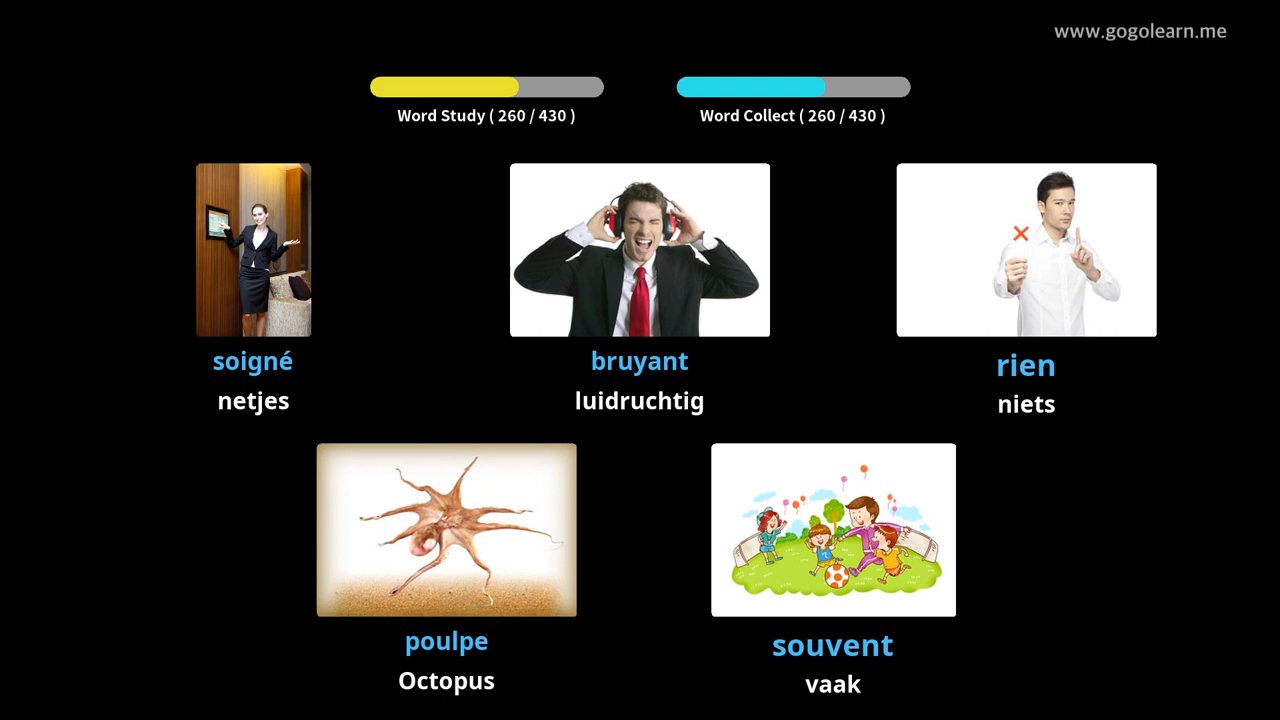 www.gogolearn.me
Word Study ( 260 / 430 )
Word Collect ( 260 / 430 )
soigné
netjes
bruyant
luidruchtig
rien
niets
poulpe
Octopus
souvent
vaak